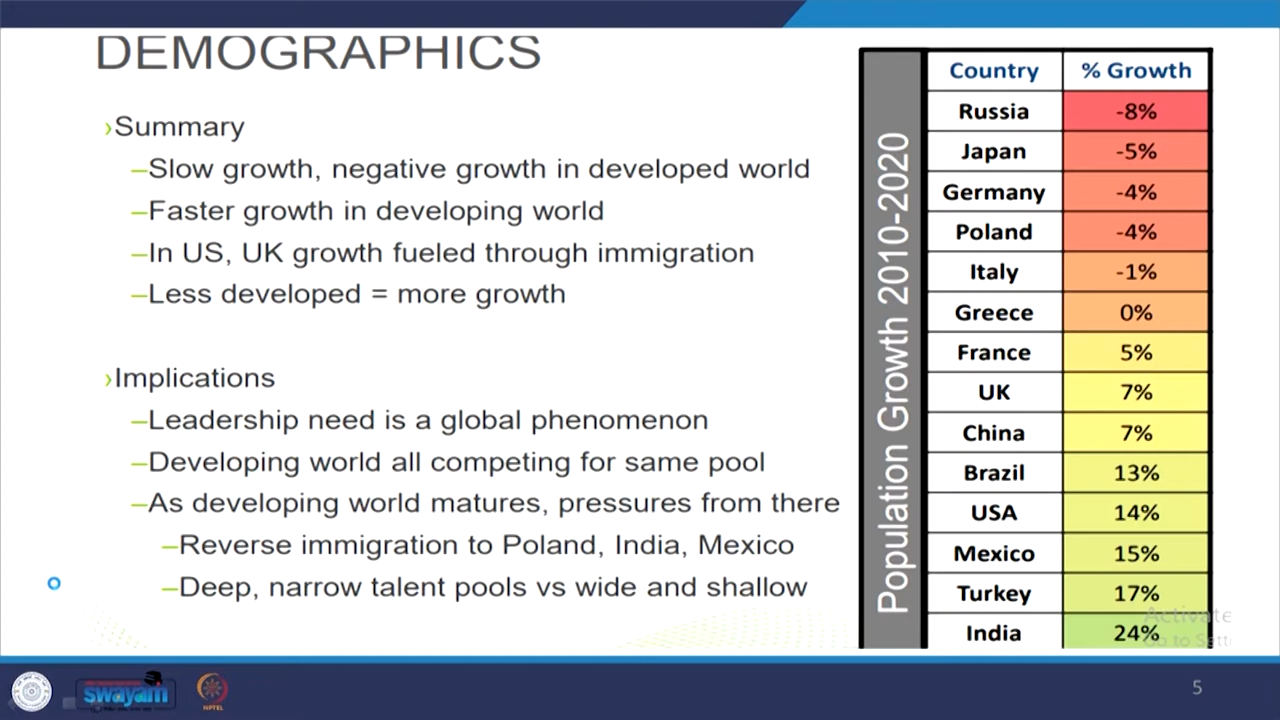 DEMOGRAPHICS
›Summary
–Slow growth, negative growth in developed world
–Faster growth in developing world
–In US, UK growth fueled through immigration
–Less developed = more growth
›Implications
–Leadership need is a global phenomenon
–Developing world all competing for same pool
–As developing world matures, pressures from there
–Reverse immigration to Poland, India, Mexico
–Deep, narrow talent pools vs wide and shallow
Population Growth 2010-2020
Country % Growth
Russia -8%
Japan -5%
Germany -4%
Poland -4%
Italy -1%
Greece 0%
France 5%
UK 7%
China 7%
Brazil 13%
USA 14%
Mexico 15%
Turkey 17%
India 24%
Activate
Go to Sett
swayam
NPTEL
5